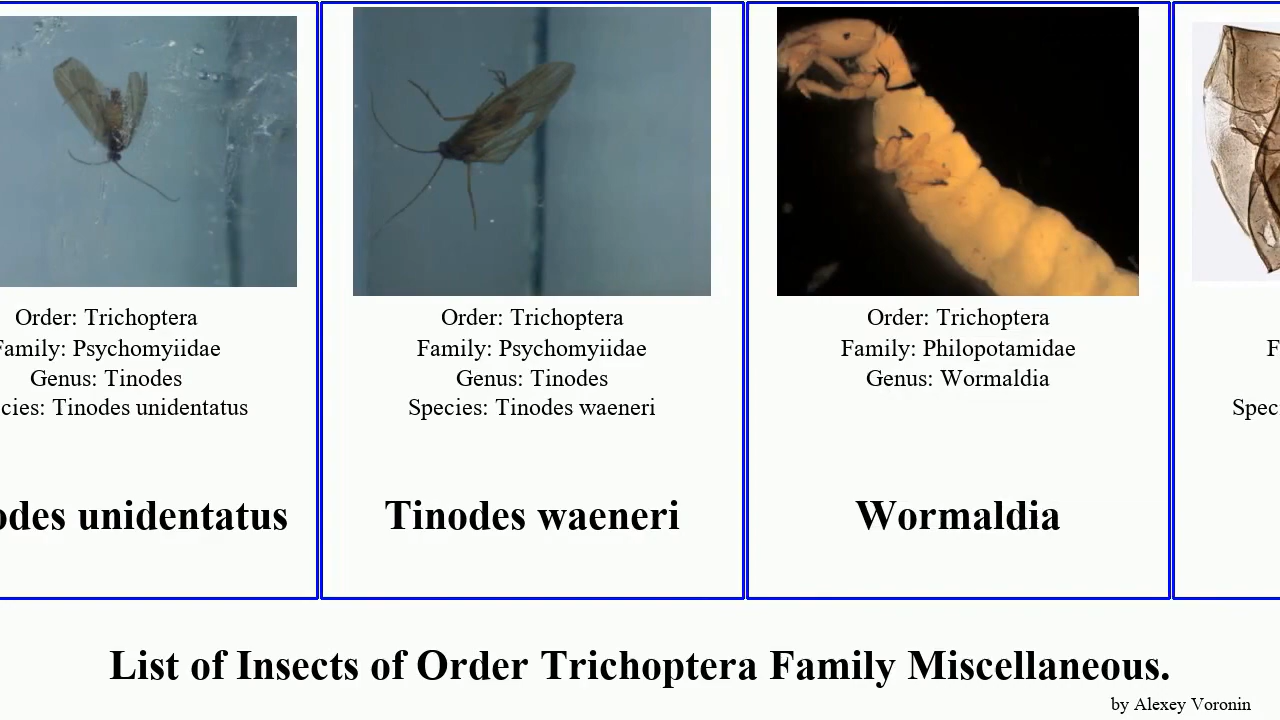 Order: Trichoptera
Family: Psychomyiidae
Genus: Tinodes
cies: Tinodes unidentatus
odes unidentatus
Order: Trichoptera
Family: Psychomyiidae
Genus: Tinodes
Species: Tinodes waeneri
Tinodes waeneri
Order: Trichoptera
Family: Philopotamidae
Genus: Wormaldia
Wormaldia
F
Spec
List of Insects of Order Trichoptera Family Miscellaneous.
by Alexey Voronin